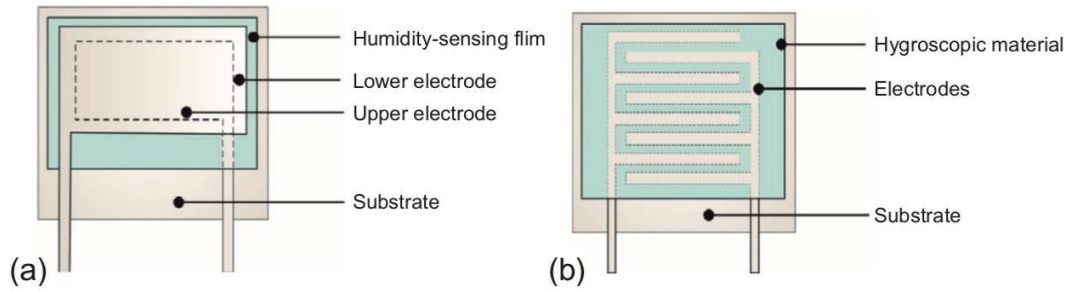 Humidity-sensing flim
Lower electrode
Upper electrode
Substrate
(a)
Hygroscopic material
Electrodes
Substrate
(b)